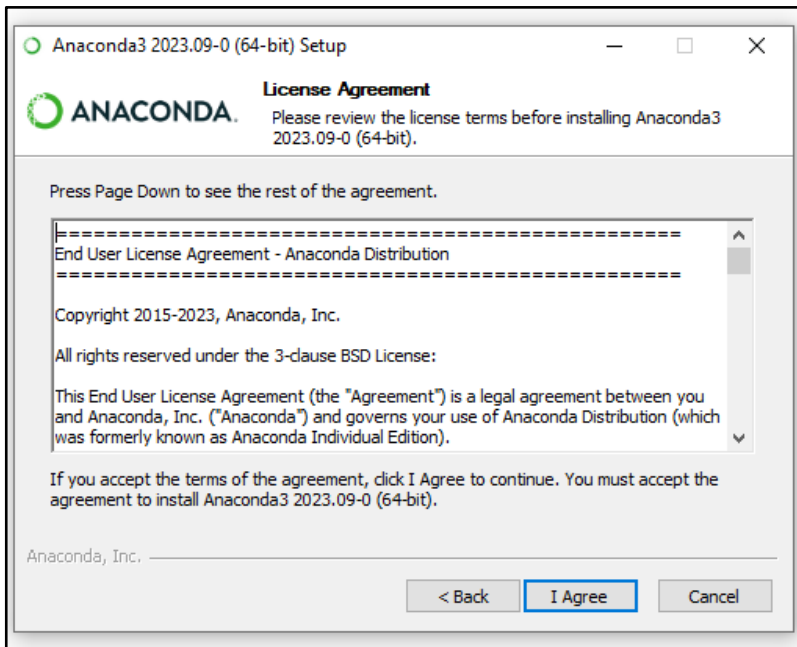 Anaconda3 2023.09-0 (64-bit) Setup
ANACONDA.
License Agreement
Please review the license terms before installing Anaconda3
2023.09-0 (64-bit).
Press Page Down to see the rest of the agreement.
====================================================
End User License Agreement - Anaconda Distribution
====================================================
Copyright 2015-2023, Anaconda, Inc.
All rights reserved under the 3-clause BSD License:
This End User License Agreement (the "Agreement") is a legal agreement between you
and Anaconda, Inc. ("Anaconda") and governs your use of Anaconda Distribution (which
was formerly known as Anaconda Individual Edition).
If you accept the terms of the agreement, click I Agree to continue. You must accept the
agreement to install Anaconda3 2023.09-0 (64-bit).
Anaconda, Inc.
< Back
I Agree
Cancel